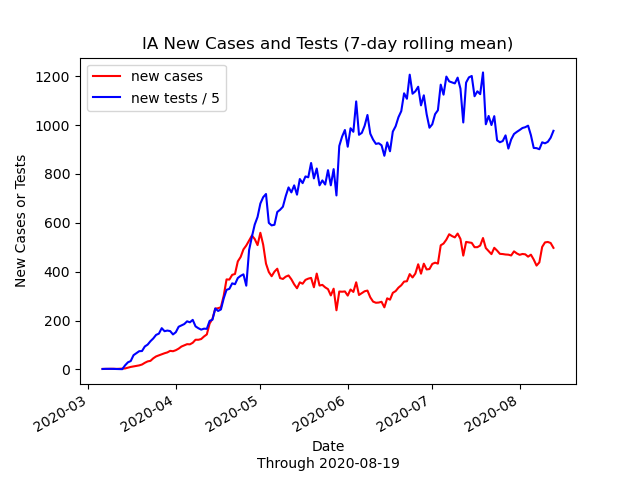 IA New Cases and Tests (7-day rolling mean)
new cases
new tests / 5
New Cases or Tests
1200
1000
800
600
400
200
0
2020-03
2020-04
2020-05
2020-06
2020-07
2020-08
Date
Through 2020-08-19